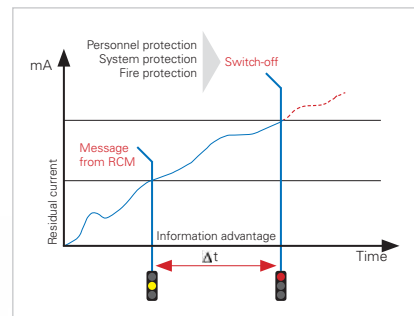 Personnel protection
System protection
Fire protection
Switch-off
mA
Message
from RCM
Residual current
Information advantage
Δt
Time